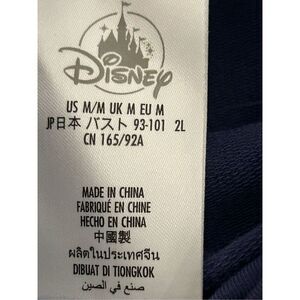 Disney
US M/M UK M EU M
JP日本 バスト 93-101 2L
CN 165/92A
MADE IN CHINA
FABRIQUÉ EN CHINE
HECHO EN CHINA
中國製
ผลิตในประเทศจีน
DIBUAT DI TIONGKOK
صنع في الصين